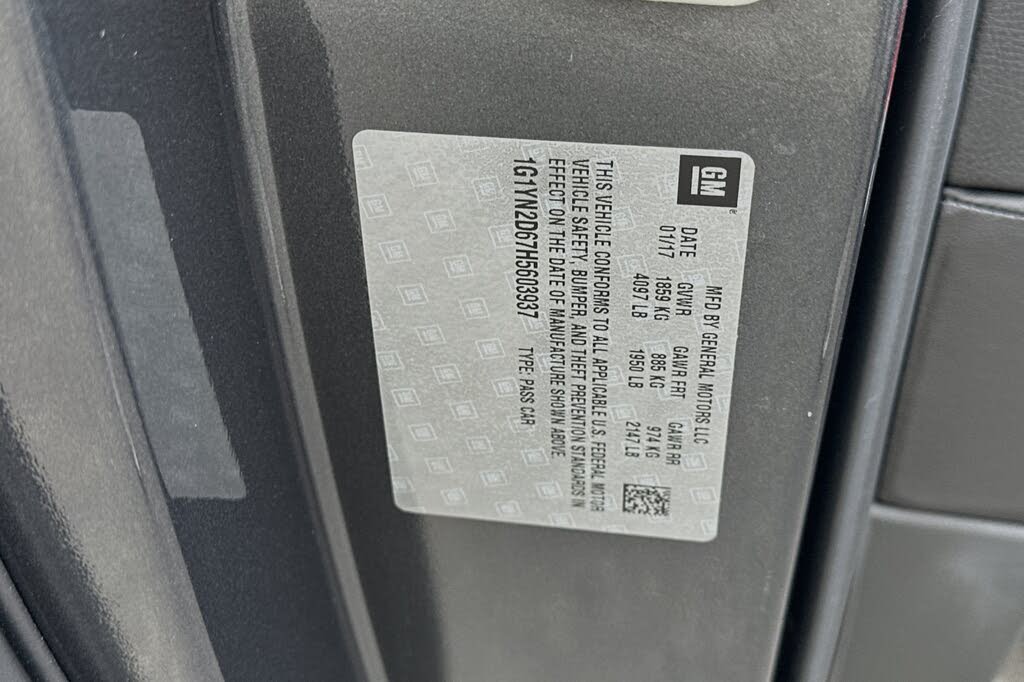 GM
MFD BY GENERAL MOTORS LLC
DATE GVWR GAWR FRT GAWR RR
01/17 1859 KG 885 KG 974 KG
4097 LB 1950 LB 2147 LB
THIS VEHICLE CONFORMS TO ALL APPLICABLE U.S. FEDERAL MOTOR
VEHICLE SAFETY, BUMPER, AND THEFT PREVENTION STANDARDS IN
EFFECT ON THE DATE OF MANUFACTURE SHOWN ABOVE.
1G1YN2D67H5603937 TYPE: PASS CAR